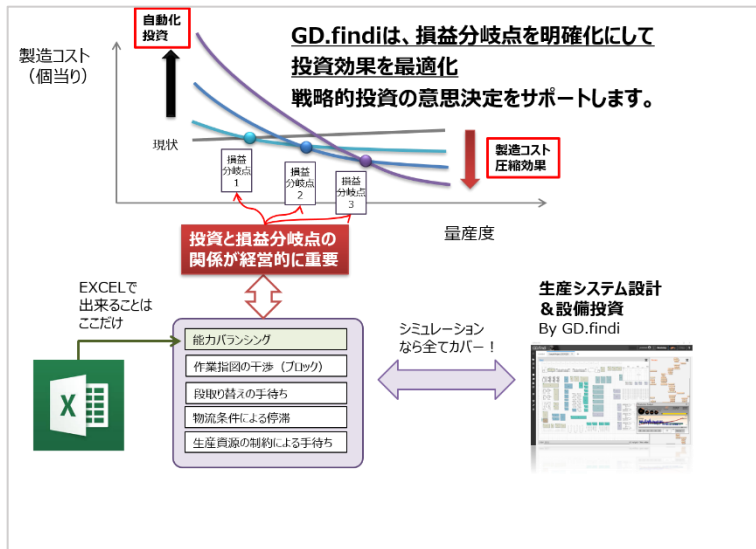 自動化
投資
GD.findiは、損益分岐点を明確化にして
投資効果を最適化
戦略的投資の意思決定をサポートします。
製造コスト
（個当り）
現状
製造コスト
圧縮効果
損益
分岐点
1
損益
分岐点
2
損益
分岐点
3
量産度
投資と損益分岐点の
関係が経営的に重要
EXCELで
出来ることは
ここだけ
能力バランシング
作業指図の干渉（ブロック）
段取り替えの手待ち
物流条件による停滞
生産資源の制約による手待ち
シミュレーション
なら全てカバー！
生産システム設計
＆設備投資
By GD.findi
X